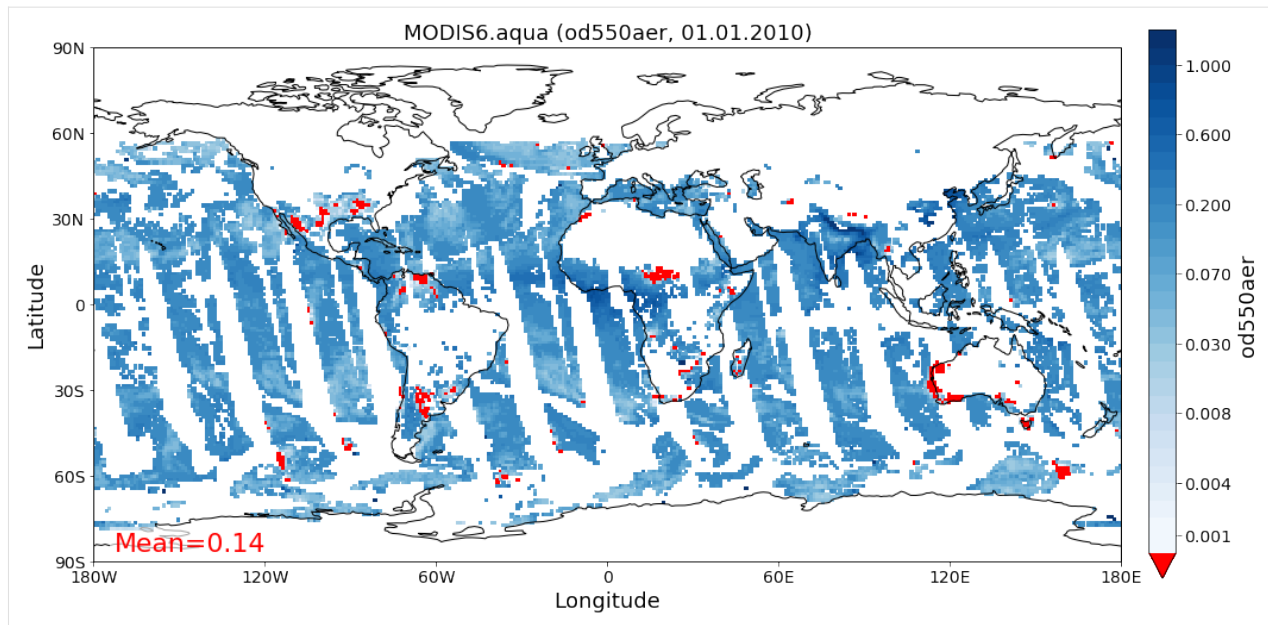 MODIS6.aqua (od550aer, 01.01.2010)
90N
60N
30N
0
30S
60S
90S
Latitude
Mean=0.14
180W
120W
60W
0
60E
120E
180E
Longitude
1.000
0.600
0.200
0.070
0.030
0.008
0.004
0.001
od550aer